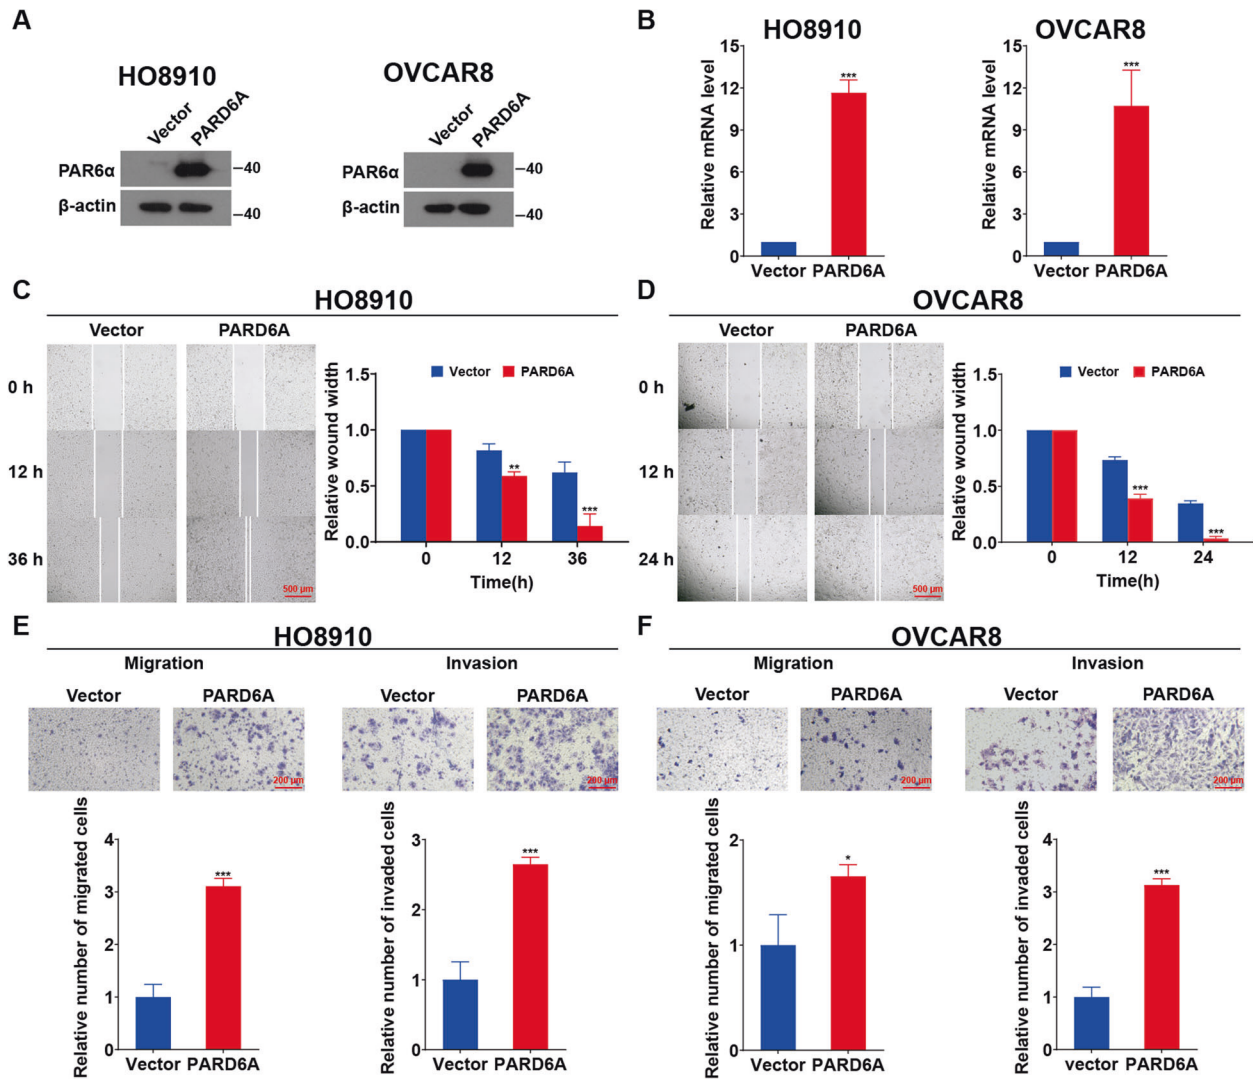 A
HO8910
Vector
PARD6A
PAR6α
–40
β-actin
–40
OVCAR8
Vector
PARD6A
PAR6α
–40
β-actin
–40
B
HO8910
Relative mRNA level
15
12
9
6
3
0
***
Vector PARD6A
OVCAR8
Relative mRNA level
15
12
9
6
3
0
***
Vector PARD6A
C
HO8910
Vector PARD6A
0 h
12 h
36 h
500 μm
Relative wound width
1.5
1.0
0.5
0.0
Vector PARD6A
**
***
0 12 36
Time(h)
D
OVCAR8
Vector PARD6A
0 h
12 h
24 h
500 μm
Relative wound width
1.5
1.0
0.5
0.0
Vector PARD6A
***
***
0 12 24
Time(h)
E
HO8910
Migration Invasion
Vector PARD6A Vector PARD6A
200 μm
200 μm
Relative number of migrated cells
4
3
2
1
0
***
Vector PARD6A
Relative number of invaded cells
3
2
1
0
***
Vector PARD6A
F
OVCAR8
Migration Invasion
Vector PARD6A Vector PARD6A
200 μm
200 μm
Relative number of migrated cells
2
1
0
*
Vector PARD6A
Relative number of invaded cells
4
3
2
1
0
***
vector PARD6A